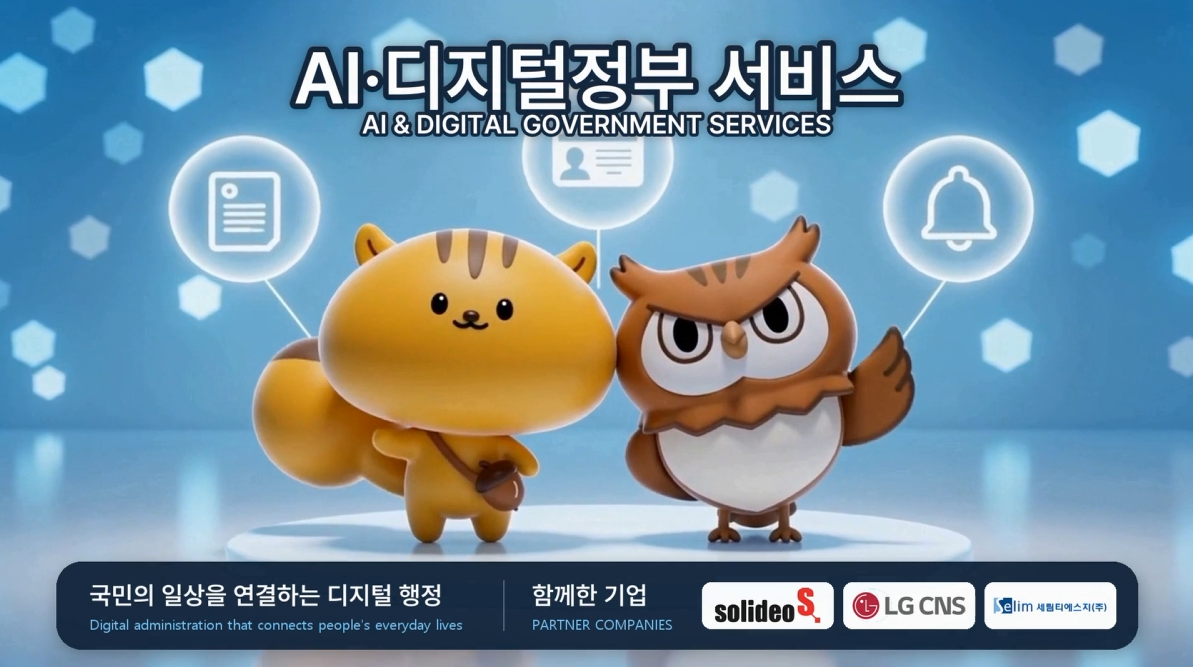 AI·디지털정부 서비스
AI & DIGITAL GOVERNMENT SERVICES
국민의 일상을 연결하는 디지털 행정
Digital administration that connects people's everyday lives
함께한 기업
PARTNER COMPANIES
solideo S
LG CNS
Selim 세림티에스지(주)